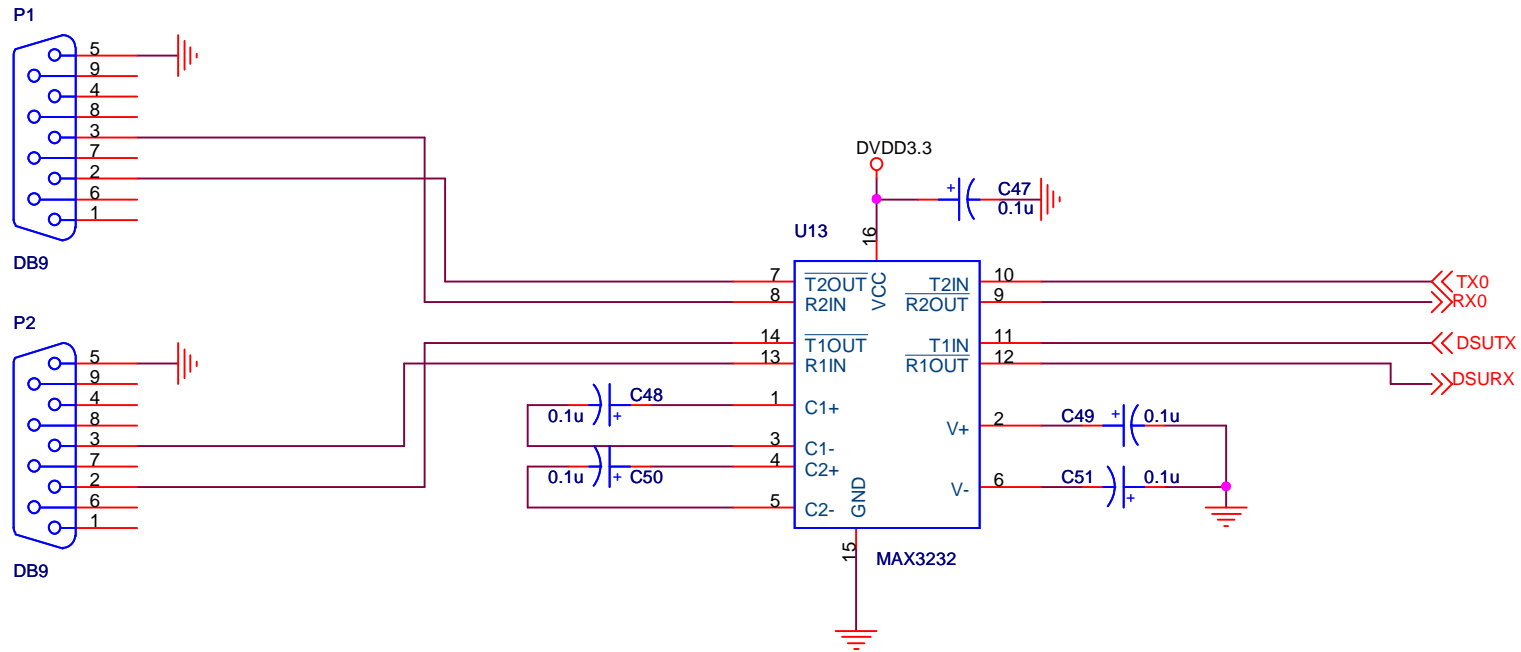 P1
5
9
4
8
3
7
2
6
1
DB9
P2
5
9
4
8
3
7
2
6
1
DB9
DVDD3.3
+ C47
0.1u
U13
16
7 T2OUT VCC T2IN 10 TX0
8 R2IN R2OUT 9 RX0
14 T1OUT T1IN 11 DSUTX
13 R1IN R1OUT 12 DSURX
C48 0.1u + 1 C1+
3 C1-
4 C2+
0.1u + C50
5 C2-
GND
V+ 2 C49 + 0.1u
V- 6 C51 + 0.1u
15
MAX3232